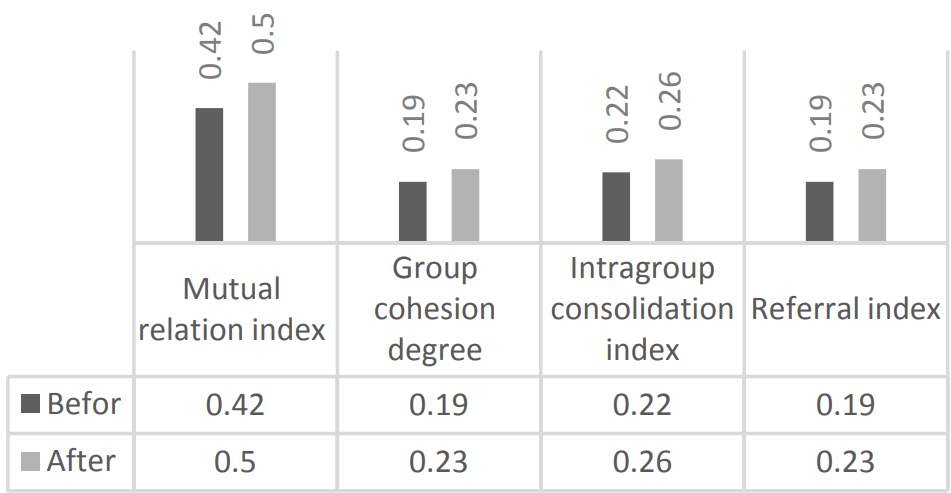 0.42 0.5 0.19 0.23 0.22 0.26 0.19 0.23
Mutual
relation index
Group
cohesion
degree
Intragroup
consolidation
index
Referral index
Befor 0.42 0.19 0.22 0.19
After 0.5 0.23 0.26 0.23